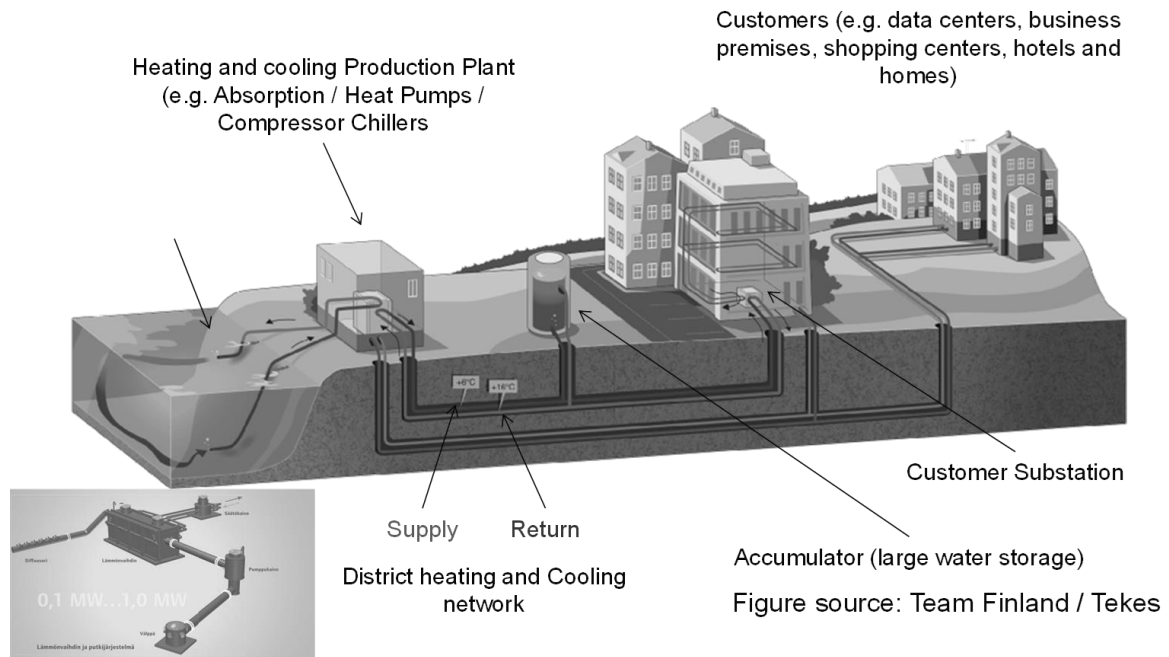 Customers (e.g. data centers, business
premises, shopping centers, hotels and
homes)
Heating and cooling Production Plant
(e.g. Absorption / Heat Pumps /
Compressor Chillers
+6°C
+16°C
Customer Substation
Supply
Return
Accumulator (large water storage)
District heating and Cooling
network
Figure source: Team Finland / Tekes
Säätökaivo
Diffuusori
Lämmönvaihdin
Pumppukaivo
0,1 MW...1,0 MW
Välppä
Lämmönvaihdin ja putkijärjestelmä